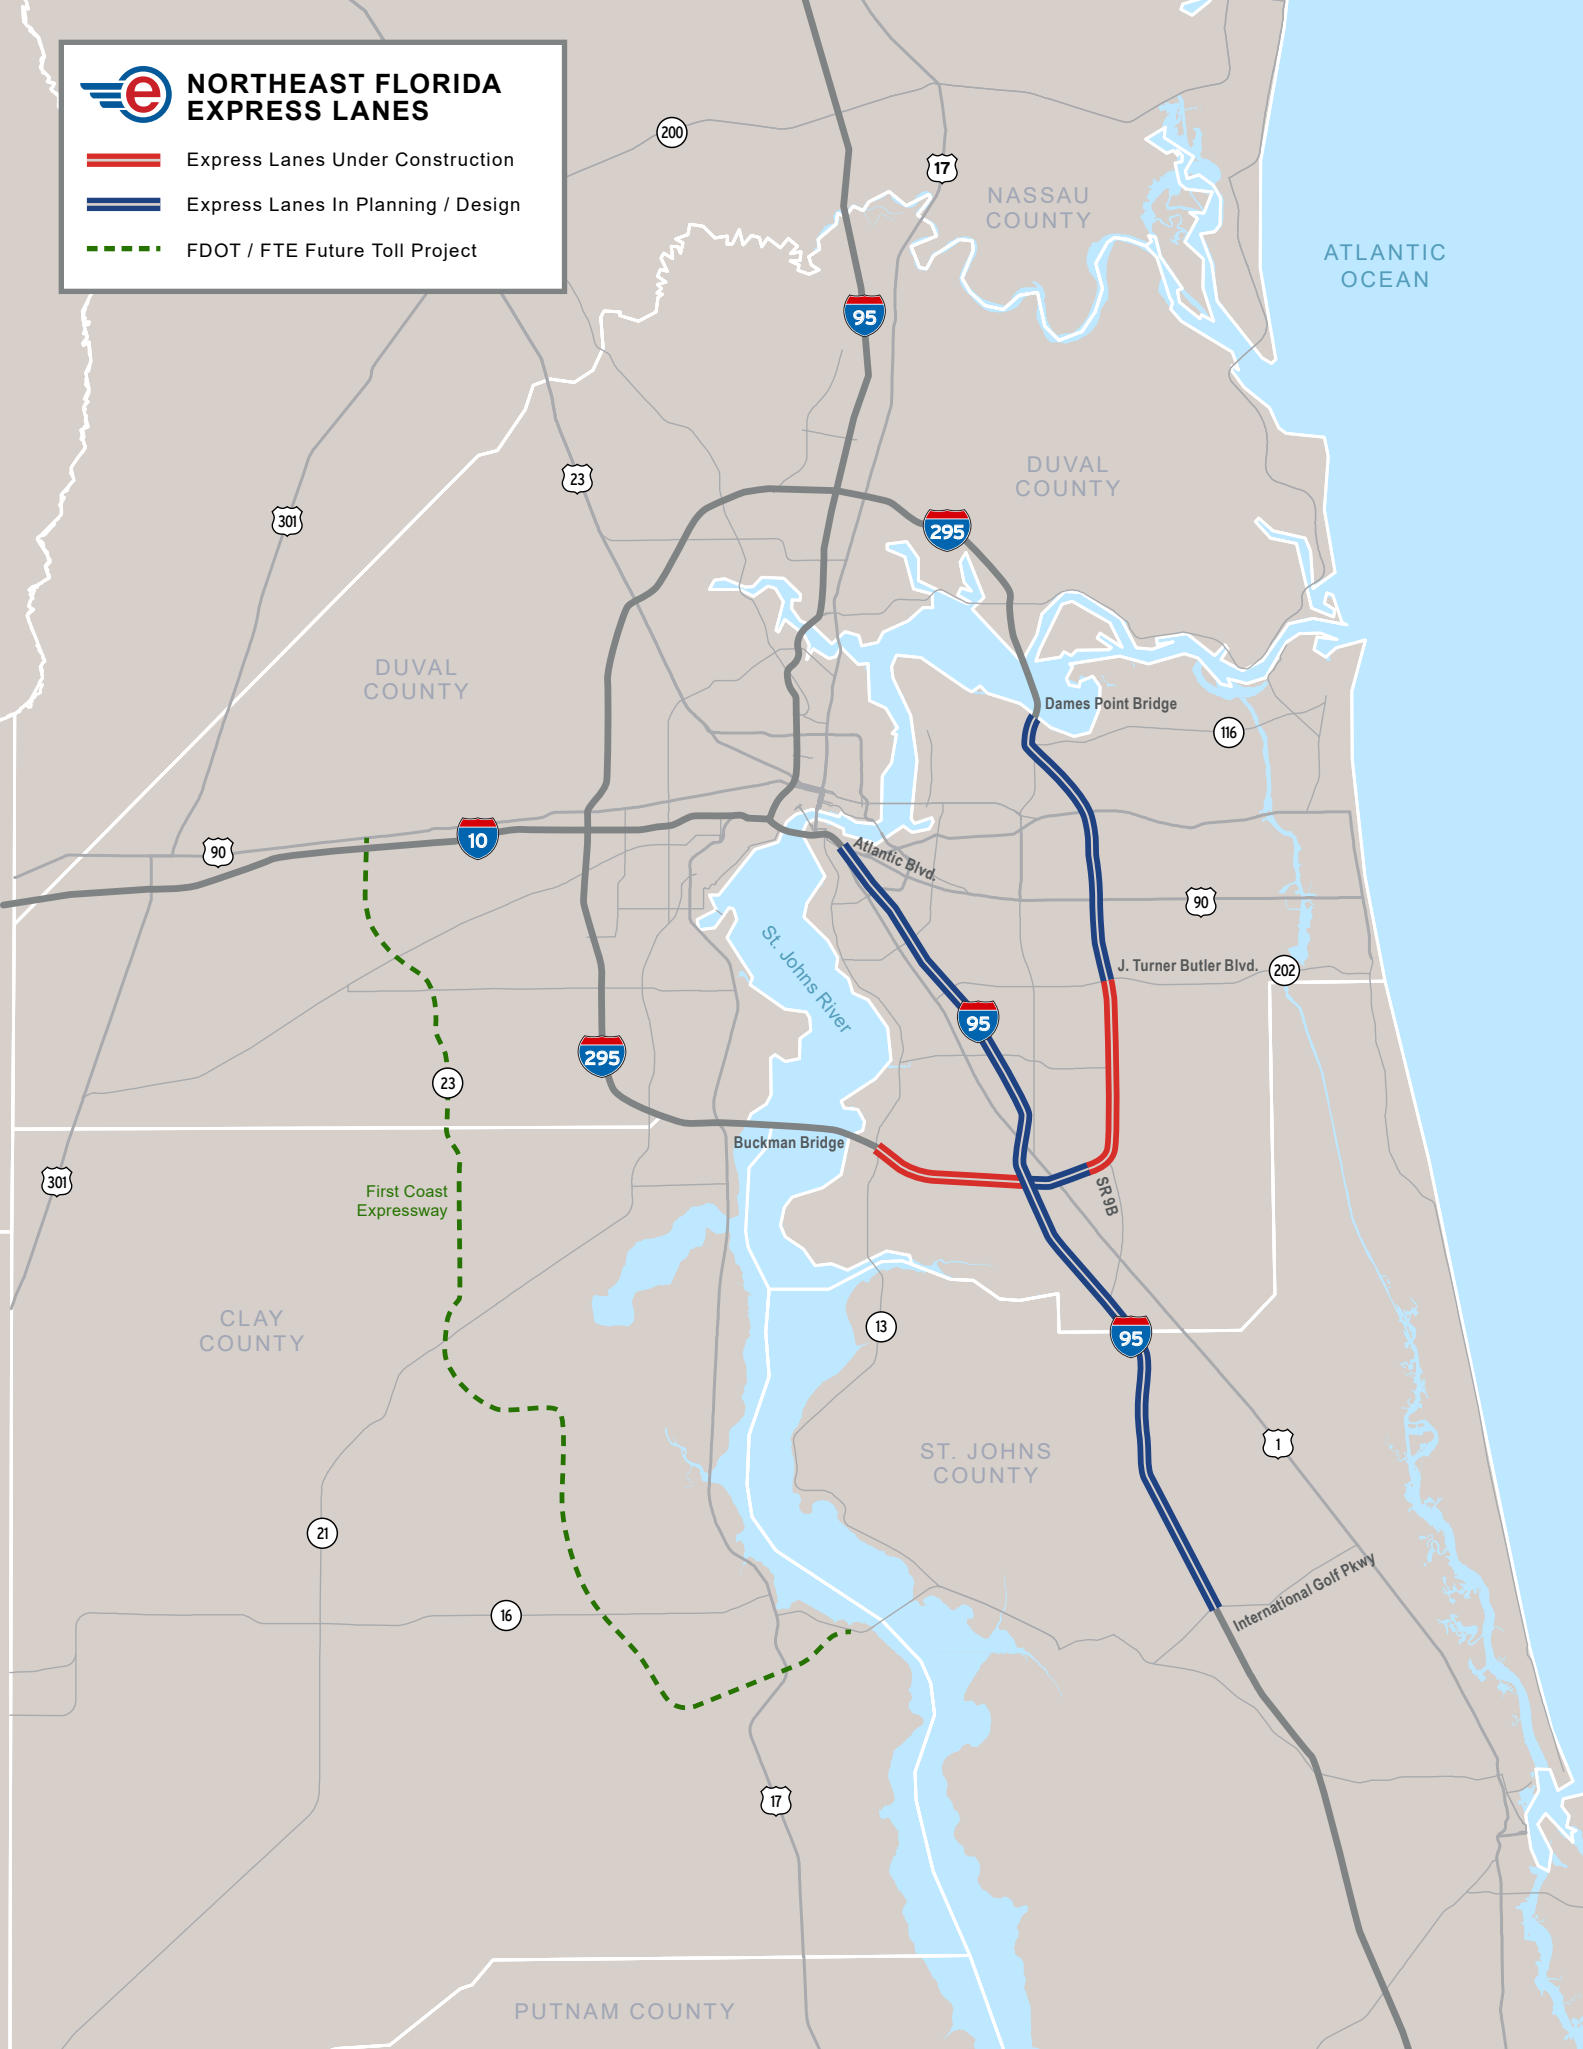 e
NORTHEAST FLORIDA
EXPRESS LANES
Express Lanes Under Construction
Express Lanes In Planning / Design
FDOT / FTE Future Toll Project
200
17
NASSAU
COUNTY
ATLANTIC
OCEAN
95
DUVAL
COUNTY
23
301
295
DUVAL
COUNTY
Dames Point Bridge
116
10
90
Atlantic Blvd.
90
St. Johns River
J. Turner Butler Blvd.
202
95
295
23
Buckman Bridge
301
SR 9B
First Coast
Expressway
CLAY
COUNTY
13
95
ST. JOHNS
COUNTY
1
21
International Golf Pkwy
16
17
PUTNAM COUNTY